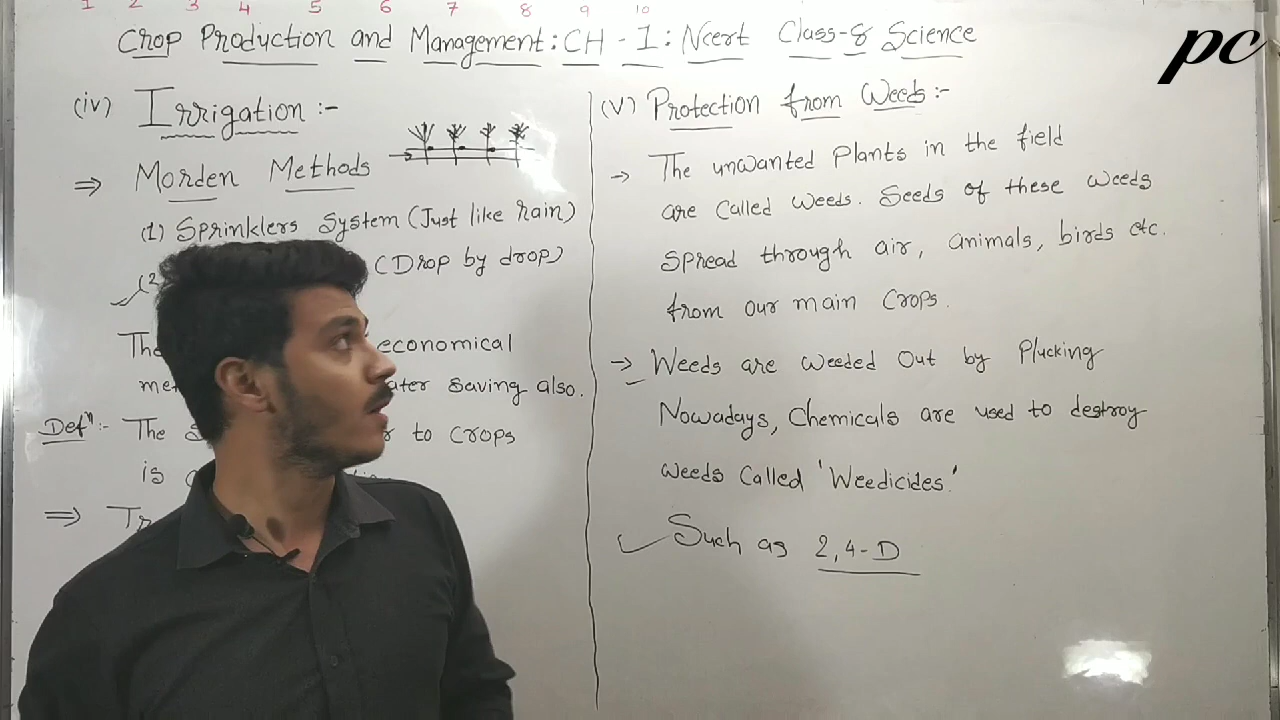 1 2 3 4 5 6 7 8 9 10
Crop Production and Management: CH - 1: Ncert Class-8 Science
pc
(iv) Irrigation :-
⇒ Morden Methods
(1) Sprinklers System (Just like rain)
(2 (Drop by drop)
economical
saving also.
Defⁿ:- The to crops
is
⇒
(V) Protection from Weeds:-
→ The unwanted Plants in the field
are called weeds. Seeds of these weeds
spread through air, animals, birds etc.
from our main crops.
→ Weeds are weeded out by Plucking
Nowadays, Chemicals are used to destroy
weeds called 'Weedicides.'
Such as 2,4-D